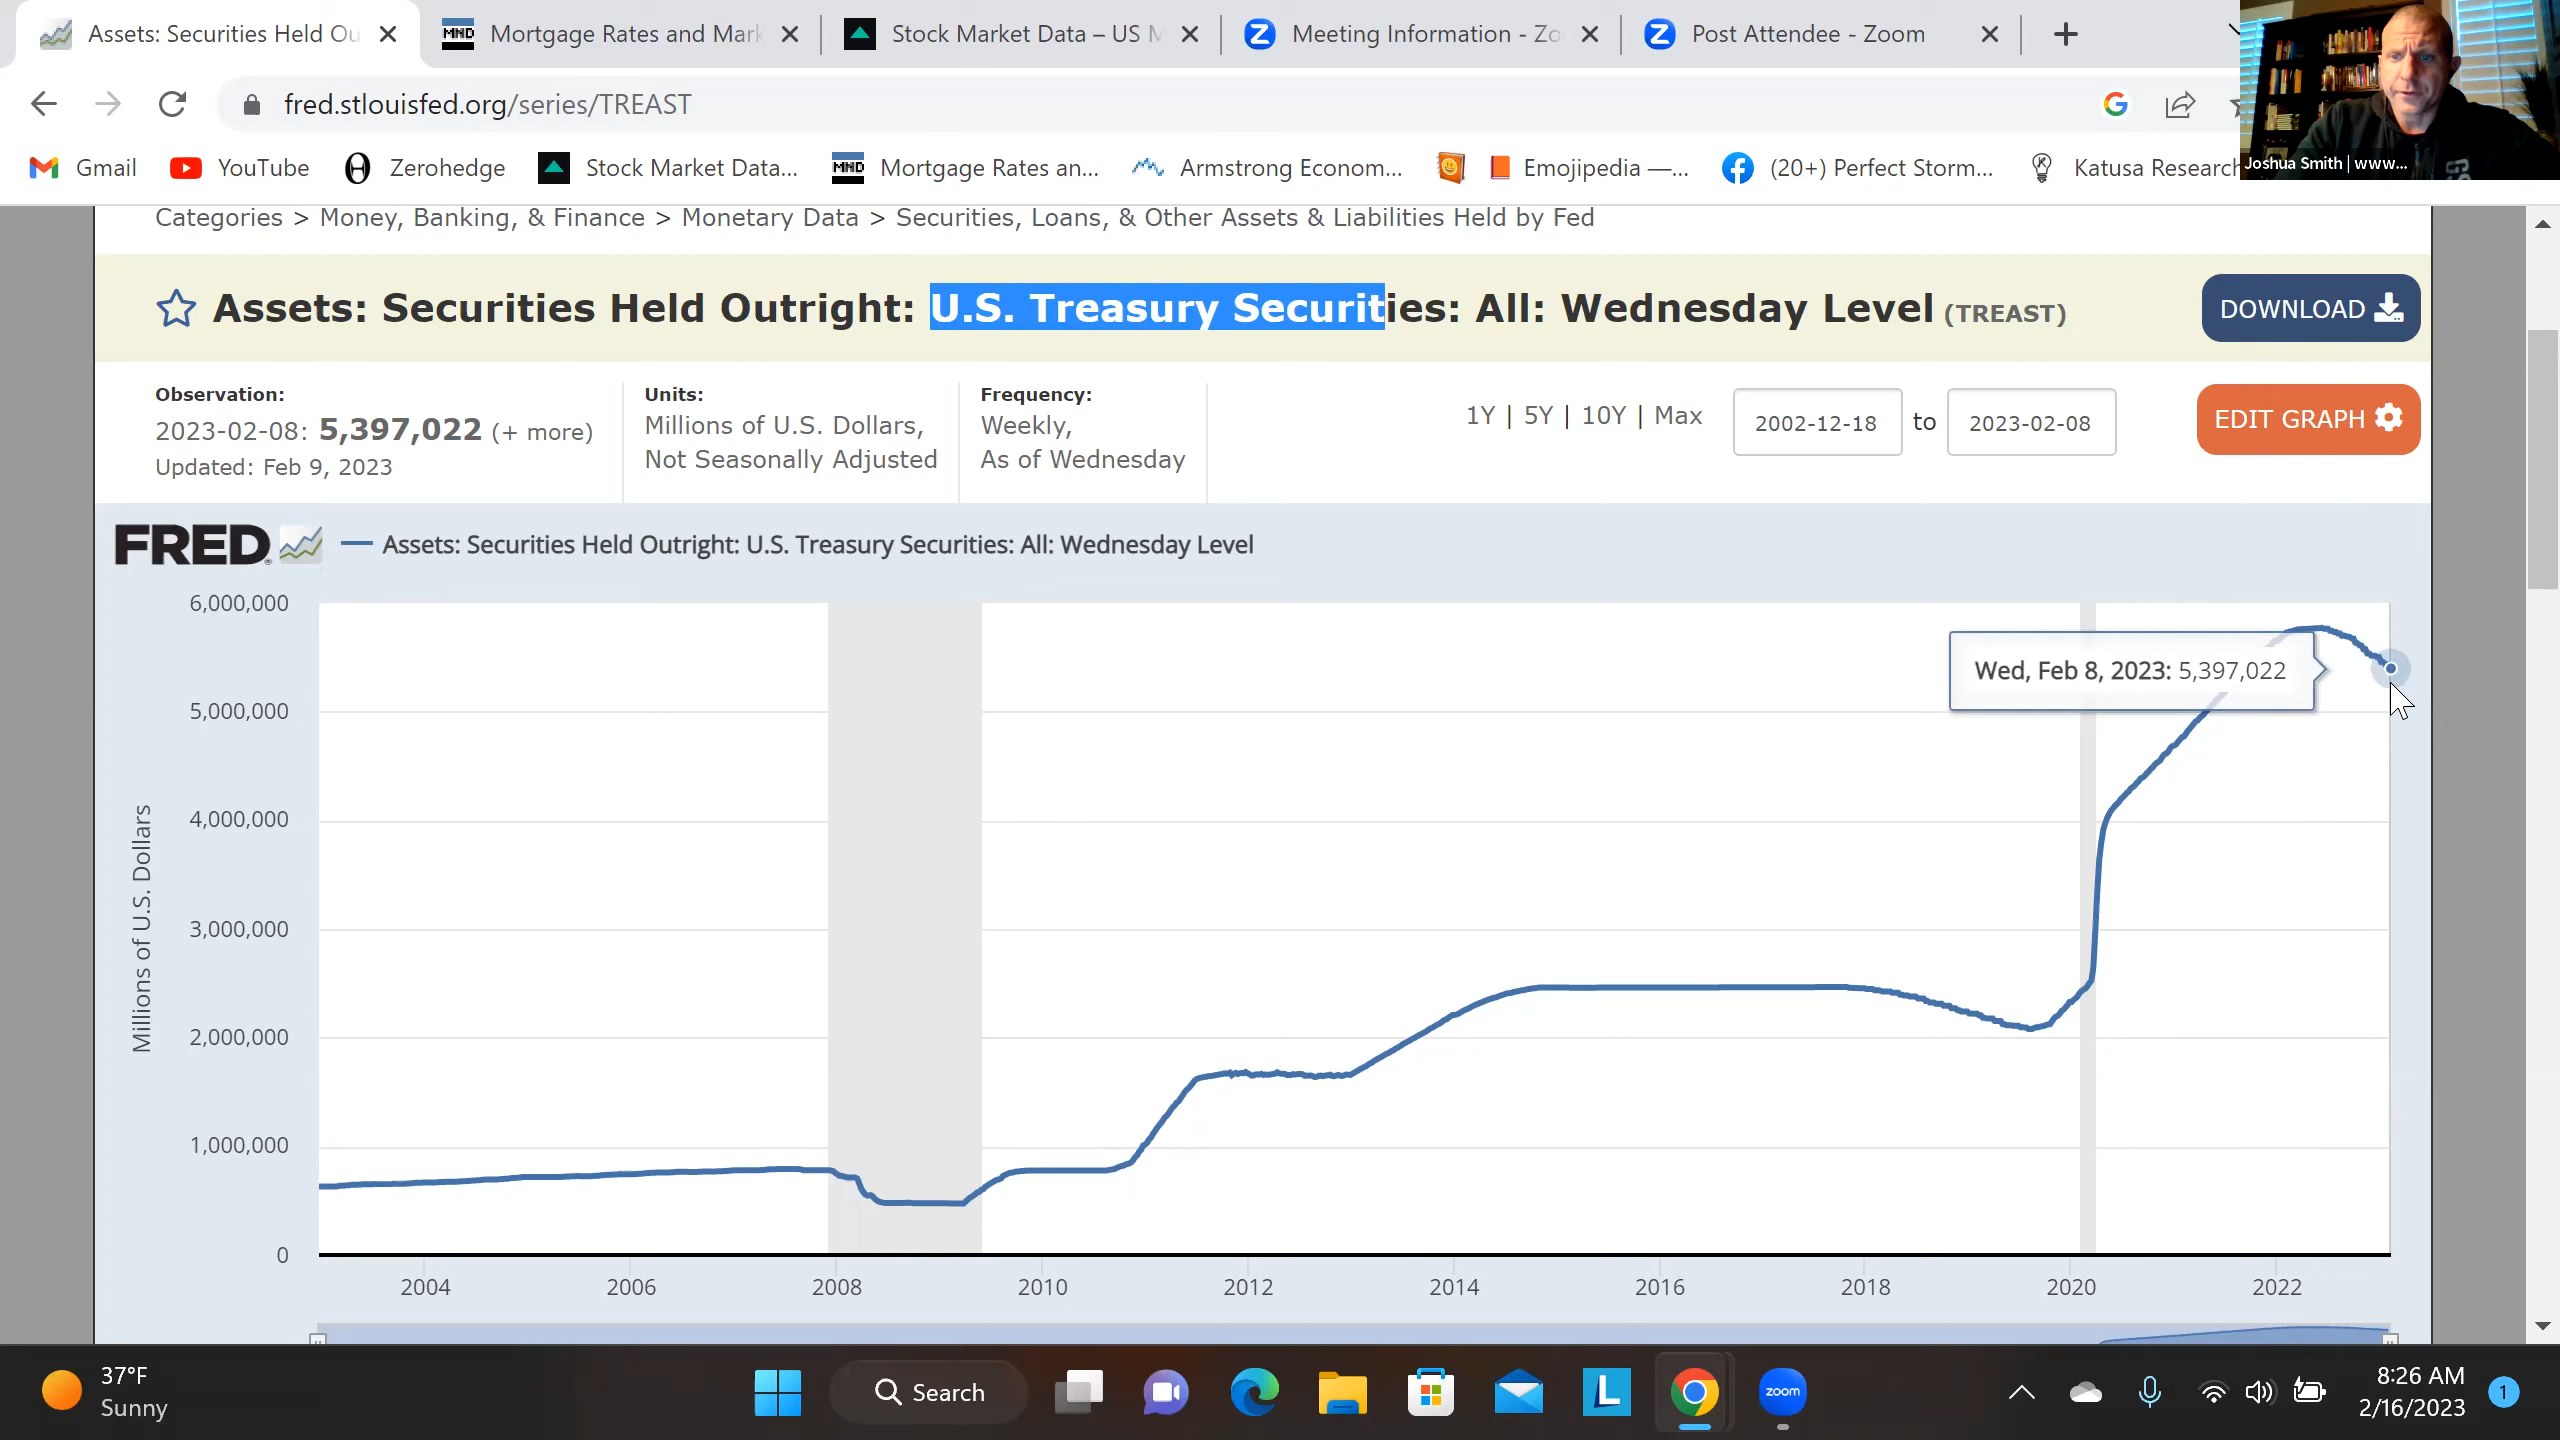 Assets: Securities Held Ou
Mortgage Rates and Mark
Stock Market Data – US M
Meeting Information - Zo
Post Attendee - Zoom
fred.stlouisfed.org/series/TREAST
Gmail
YouTube
Zerohedge
Stock Market Data...
MND
Mortgage Rates an...
Armstrong Econom...
Emojipedia —...
(20+) Perfect Storm...
Katusa Research
Joshua Smith | www...
Categories > Money, Banking, & Finance > Monetary Data > Securities, Loans, & Other Assets & Liabilities Held by Fed
Assets: Securities Held Outright: U.S. Treasury Securities: All: Wednesday Level (TREAST)
DOWNLOAD
Observation:
2023-02-08: 5,397,022 (+ more)
Updated: Feb 9, 2023
Units:
Millions of U.S. Dollars,
Not Seasonally Adjusted
Frequency:
Weekly,
As of Wednesday
1Y | 5Y | 10Y | Max
2002-12-18 to 2023-02-08
EDIT GRAPH
FRED
Assets: Securities Held Outright: U.S. Treasury Securities: All: Wednesday Level
6,000,000
5,000,000
4,000,000
3,000,000
2,000,000
1,000,000
0
Millions of U.S. Dollars
Wed, Feb 8, 2023: 5,397,022
2004
2006
2008
2010
2012
2014
2016
2018
2020
2022
37°F
Sunny
Search
L
zoom
8:26 AM
2/16/2023
1